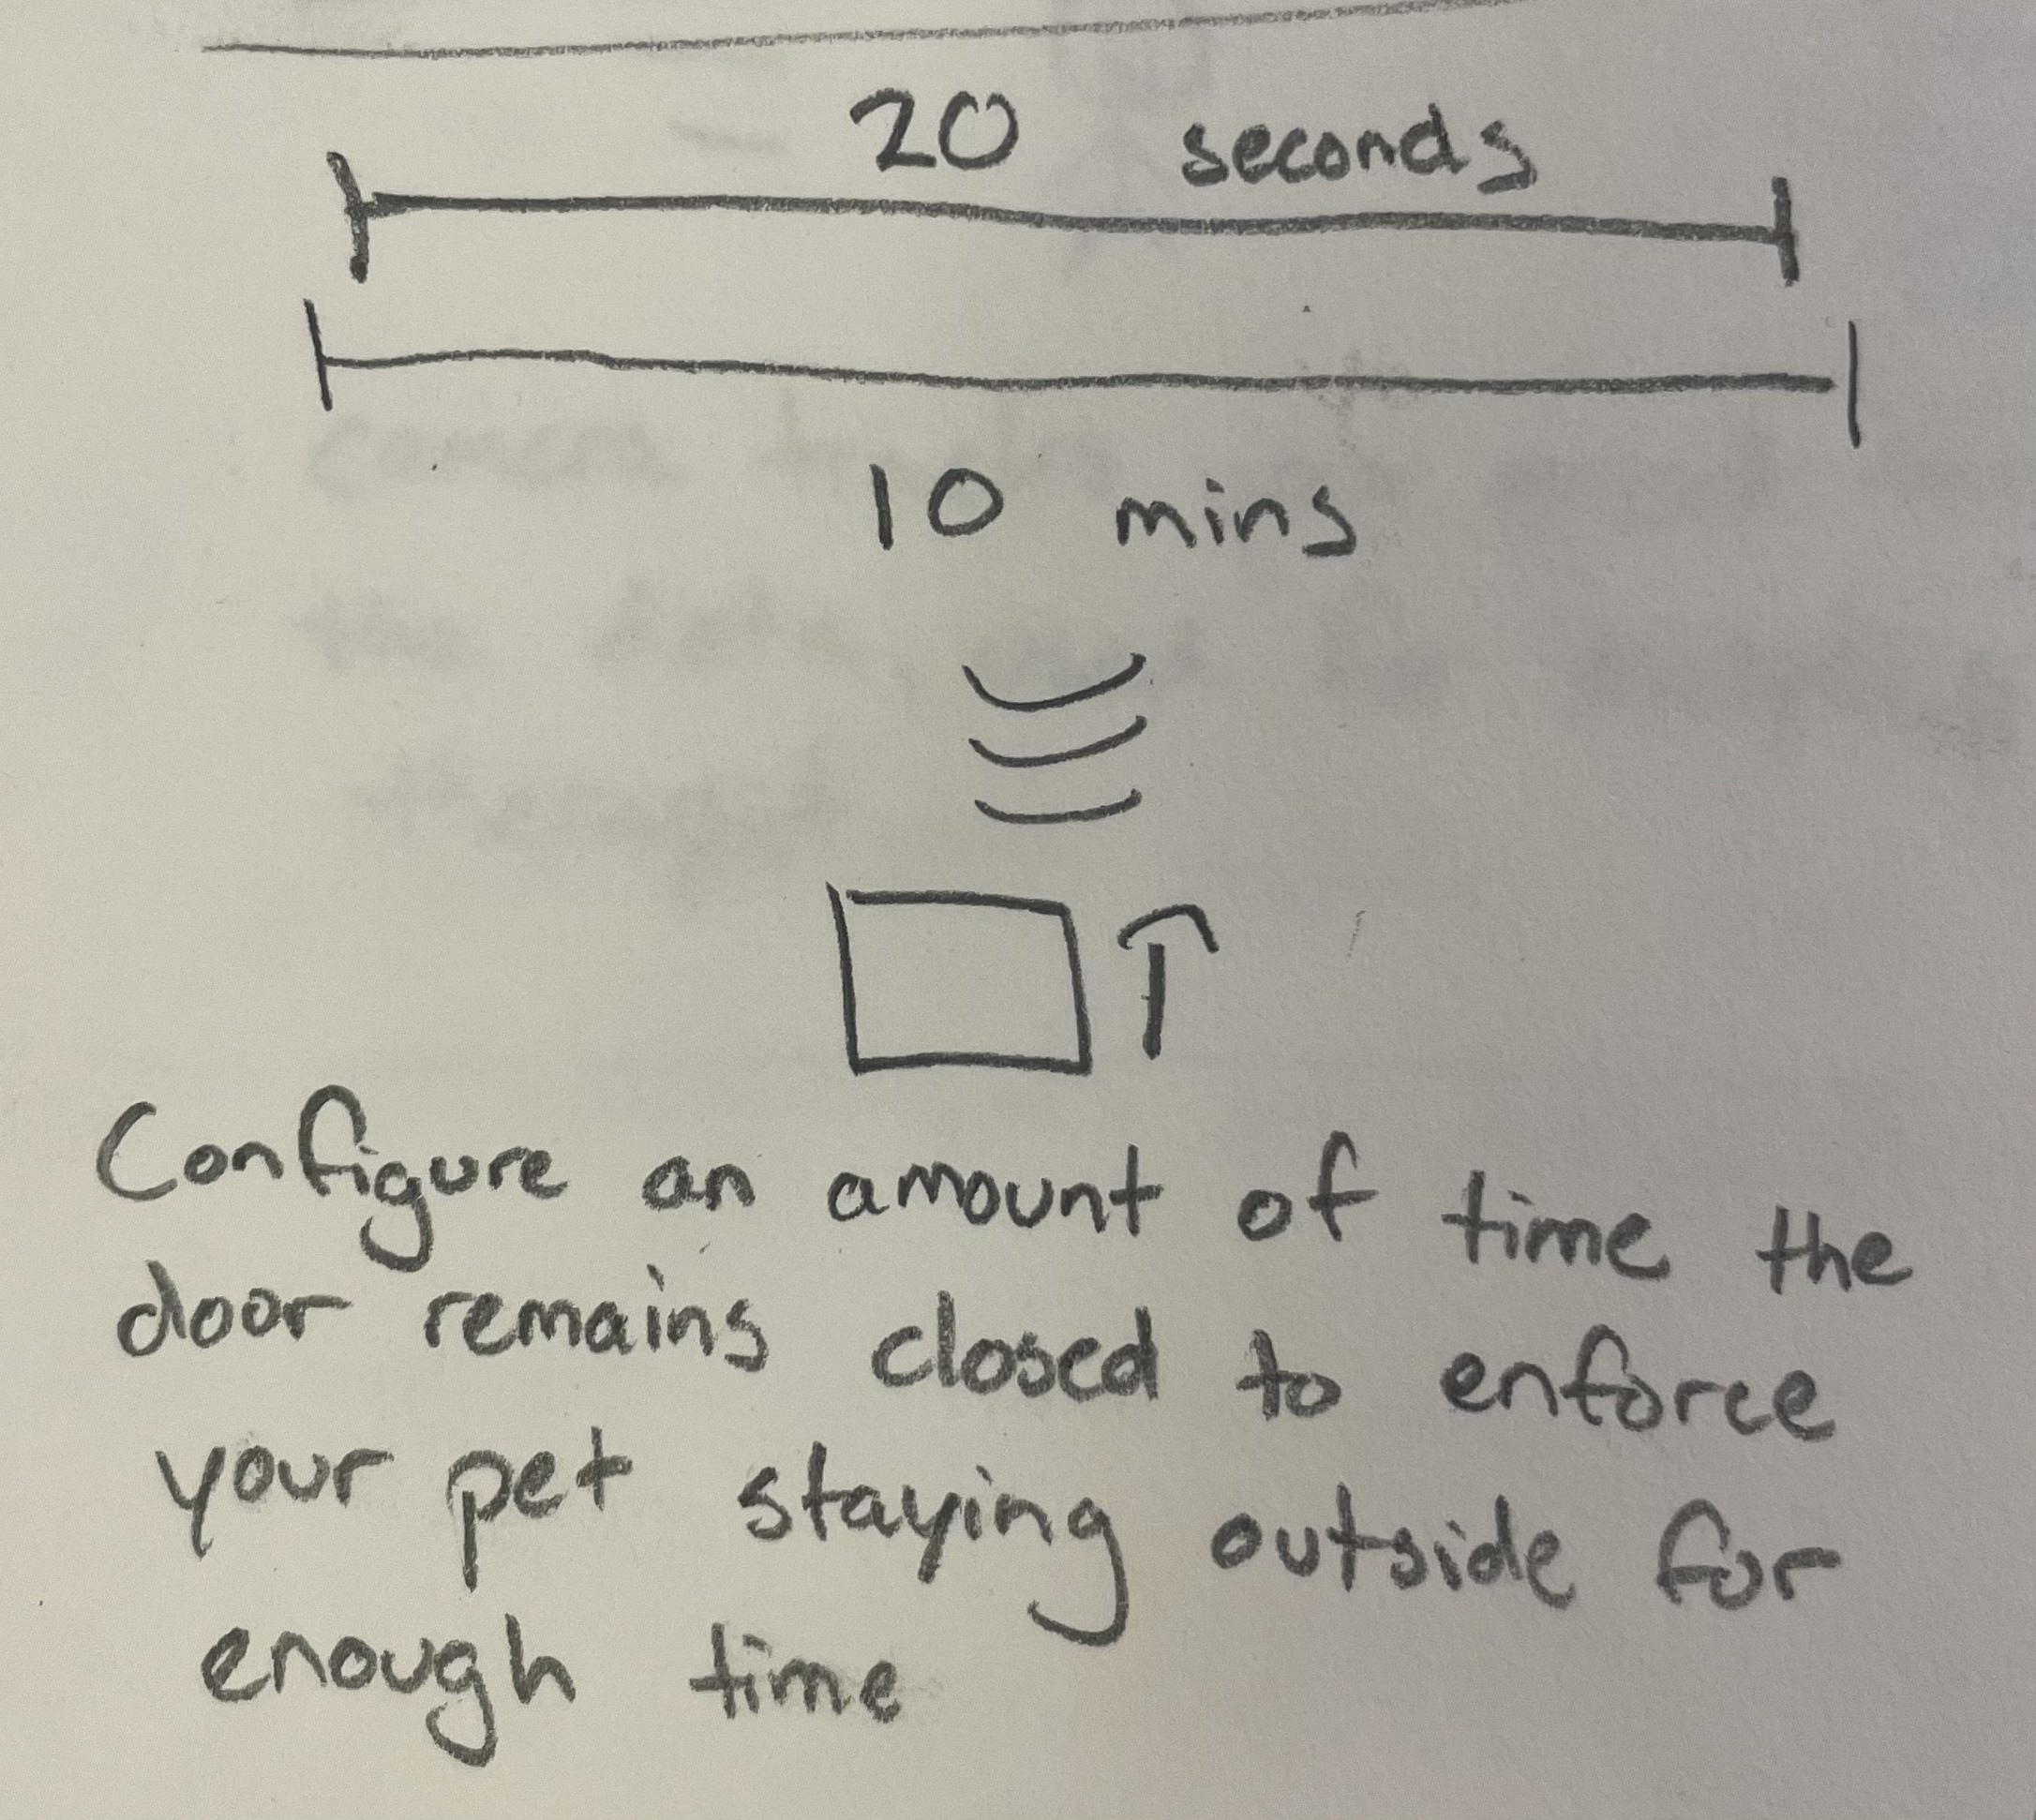 20 seconds
10 mins
Configure an amount of time the
door remains closed to enforce
your pet staying outside for
enough time